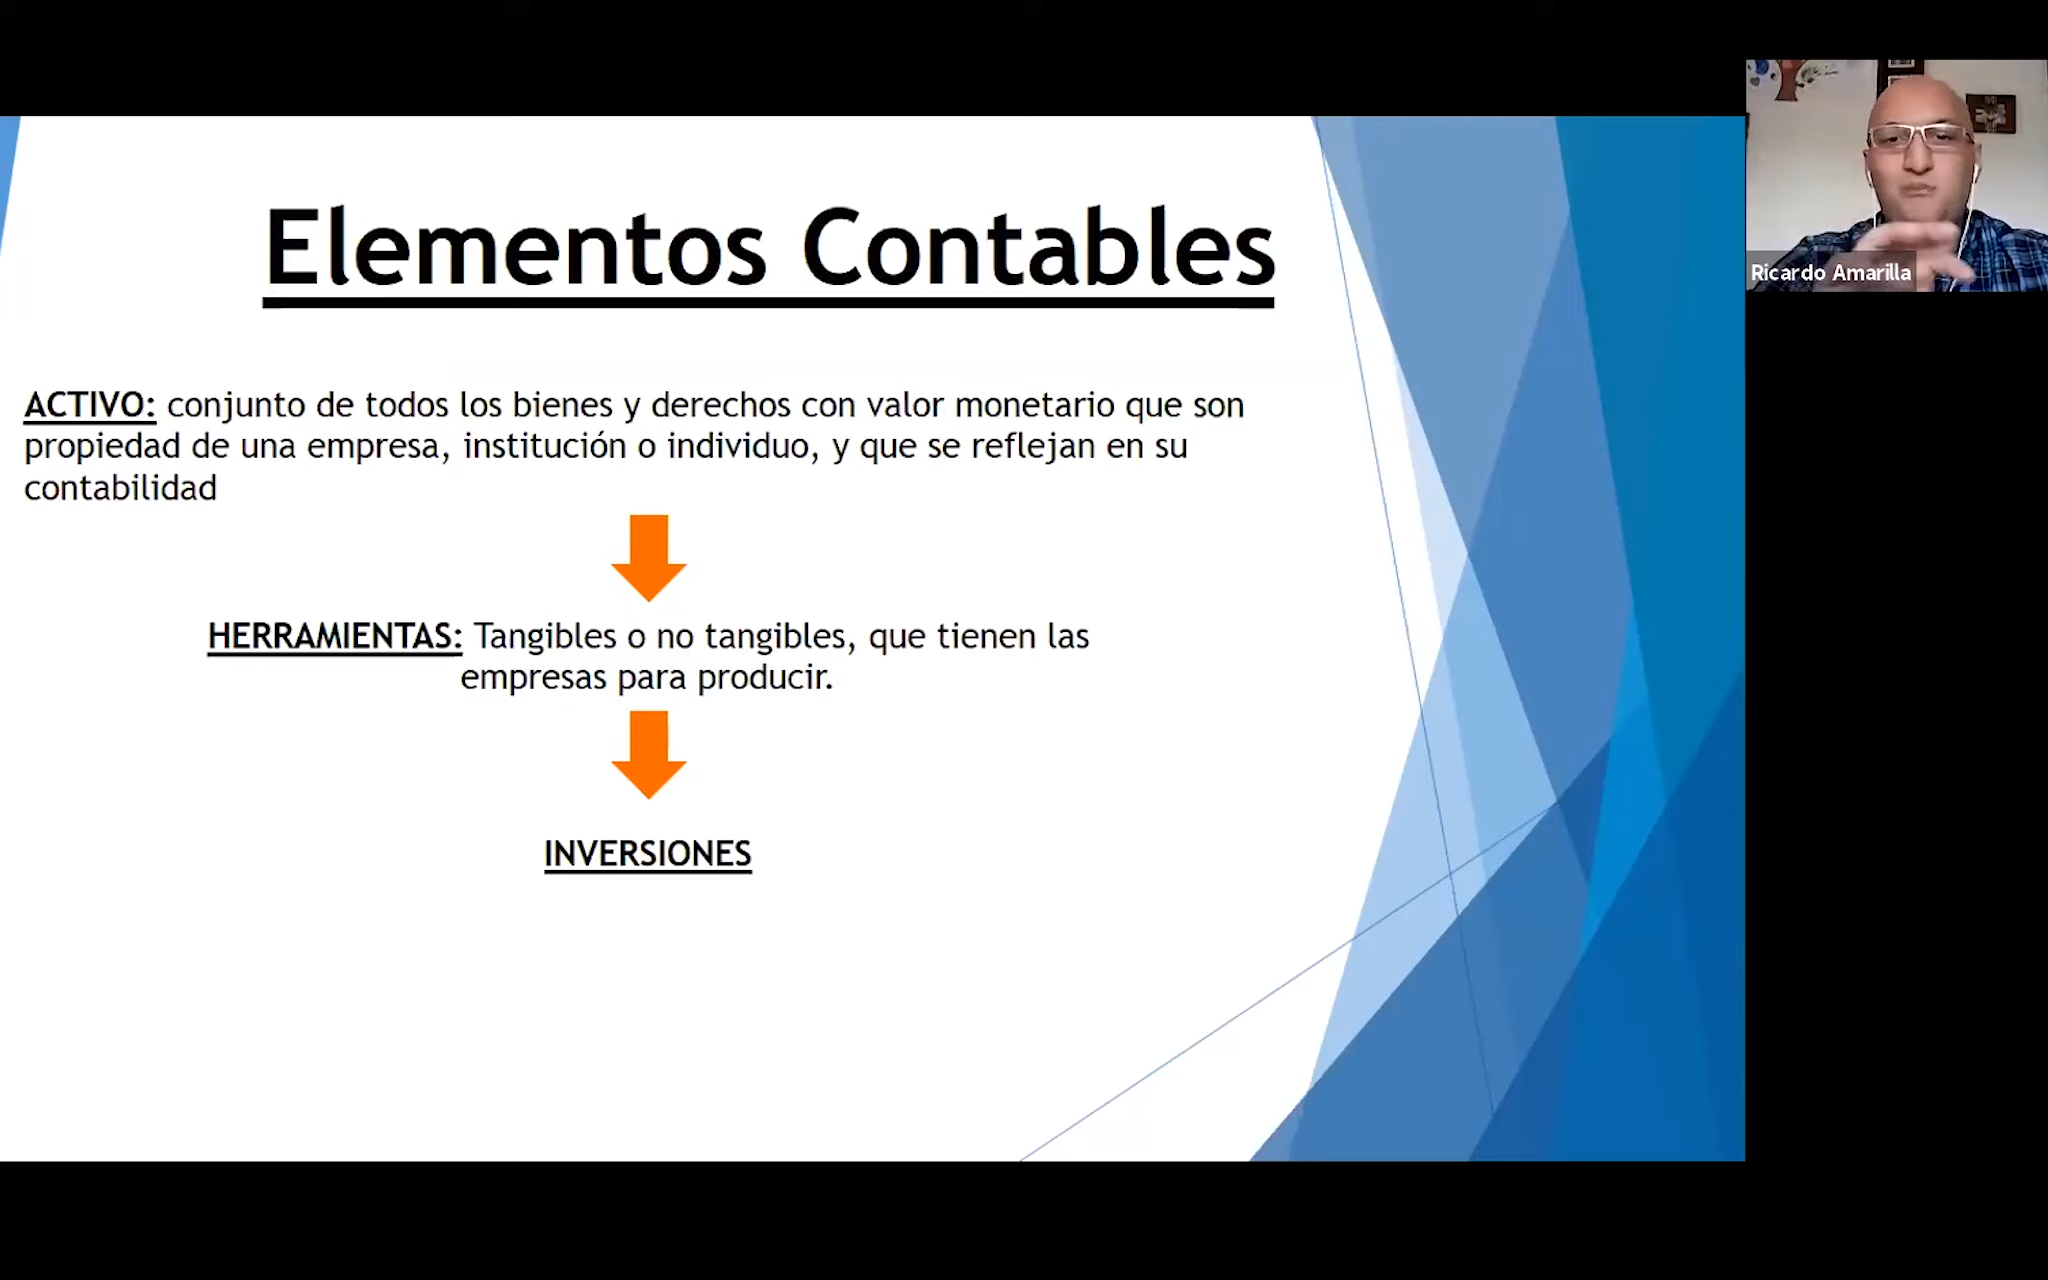 Elementos Contables
ACTIVO: conjunto de todos los bienes y derechos con valor monetario que son
propiedad de una empresa, institución o individuo, y que se reflejan en su
contabilidad
HERRAMIENTAS: Tangibles o no tangibles, que tienen las
empresas para producir.
INVERSIONES
Ricardo Amarilla